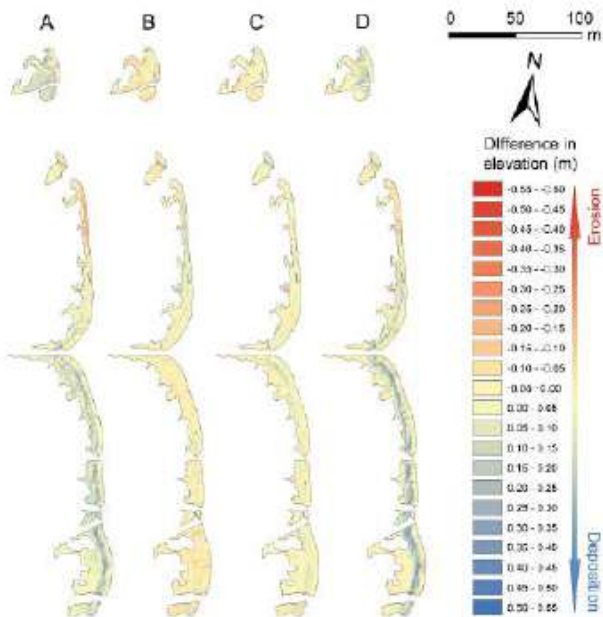 A B C D
0 50 100
m
N
Difference in
elevation (m)
-0.55 - -0.50
-0.50 - -0.45
-0.45 - -0.40
-0.40 - -0.35
-0.35 - -0.30
-0.30 - -0.25
-0.25 - -0.20
-0.20 - -0.15
-0.15 - -0.10
-0.10 - -0.05
-0.05 - 0.00
0.00 - 0.05
0.05 - 0.10
0.10 - 0.15
0.15 - 0.20
0.20 - 0.25
0.25 - 0.30
0.30 - 0.35
0.35 - 0.40
0.40 - 0.45
0.45 - 0.50
0.50 - 0.55
Erosion
Deposition